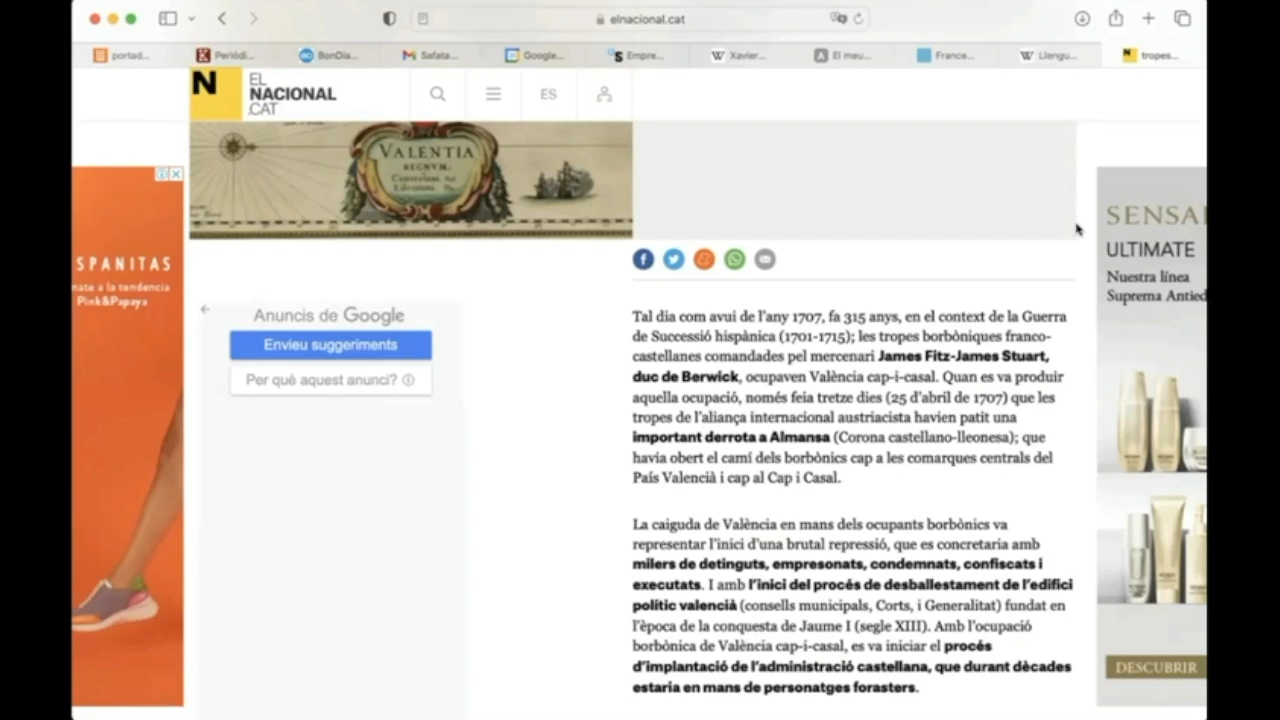 elnacional.cat
portad...
Periòdi...
BonDia...
Safata...
Google...
Empre...
Xavier...
El meu...
France...
Llengu...
tropes...
N
EL
NACIONAL
.CAT
ES
VALENTIA
REGNVM;
SPANITAS
mate a la tendencia
Pink&Papaya
Anuncis de Google
Envieu suggeriments
Per què aquest anunci?
Tal dia com avui de l'any 1707, fa 315 anys, en el context de la Guerra
de Successió hispànica (1701-1715); les tropes borbòniques franco-
castellanes comandades pel mercenari James Fitz-James Stuart,
duc de Berwick, ocupaven València cap-i-casal. Quan es va produir
aquella ocupació, només feia tretze dies (25 d'abril de 1707) que les
tropes de l'aliança internacional austriacista havien patit una
important derrota a Almansa (Corona castellano-lleonesa); que
havia obert el camí dels borbònics cap a les comarques centrals del
País Valencià i cap al Cap i Casal.
La caiguda de València en mans dels ocupants borbònics va
representar l'inici d'una brutal repressió, que es concretaria amb
milers de detinguts, empresonats, condemnats, confiscats i
executats. I amb l'inici del procés de desballestament de l'edifici
polític valencià (consells municipals, Corts, i Generalitat) fundat en
l'època de la conquesta de Jaume I (segle XIII). Amb l'ocupació
borbònica de València cap-i-casal, es va iniciar el procés
d'implantació de l'administració castellana, que durant dècades
estaria en mans de personatges forasters.
SENSAI
ULTIMATE
Nuestra línea
Suprema Antied
DESCUBRIR